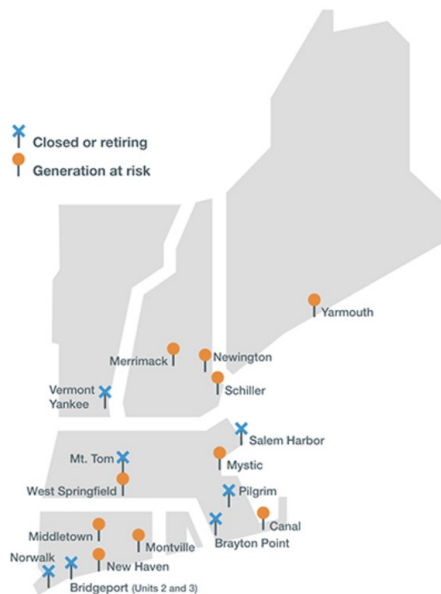 Closed or retiring
Generation at risk
Yarmouth
Merrimack
Newington
Schiller
Vermont
Yankee
Salem Harbor
Mt. Tom
Mystic
West Springfield
Pilgrim
Canal
Middletown
Brayton Point
Montville
Norwalk
New Haven
Bridgeport (Units 2 and 3)